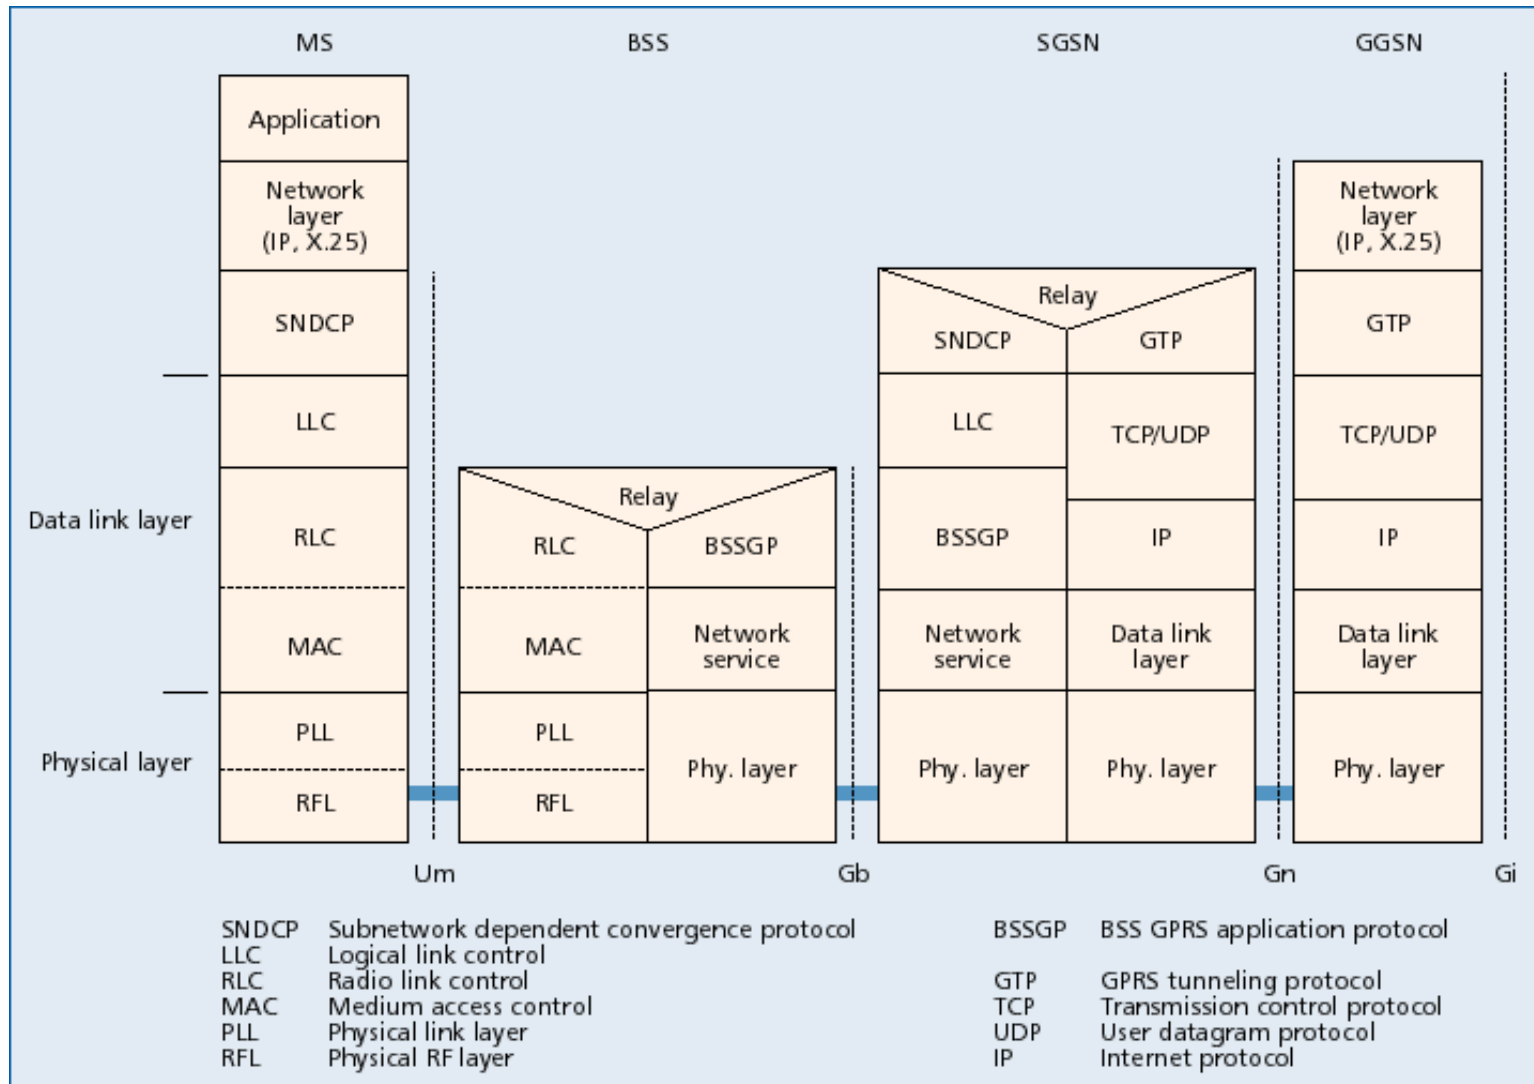 MS BSS SGSN GGSN
Application
Network
layer
(IP, X.25)
Network
layer
(IP, X.25)
SNDCP
Relay
SNDCP GTP
GTP
LLC
LLC
TCP/UDP
TCP/UDP
Data link layer
RLC
Relay
RLC BSSGP
BSSGP
IP
IP
MAC
MAC
Network
service
Network
service
Data link
layer
Data link
layer
Physical layer
PLL
PLL
Phy. layer
Phy. layer
Phy. layer
Phy. layer
RFL
RFL
Um Gb Gn Gi
SNDCP Subnetwork dependent convergence protocol
LLC Logical link control
RLC Radio link control
MAC Medium access control
PLL Physical link layer
RFL Physical RF layer
BSSGP BSS GPRS application protocol
GTP GPRS tunneling protocol
TCP Transmission control protocol
UDP User datagram protocol
IP Internet protocol